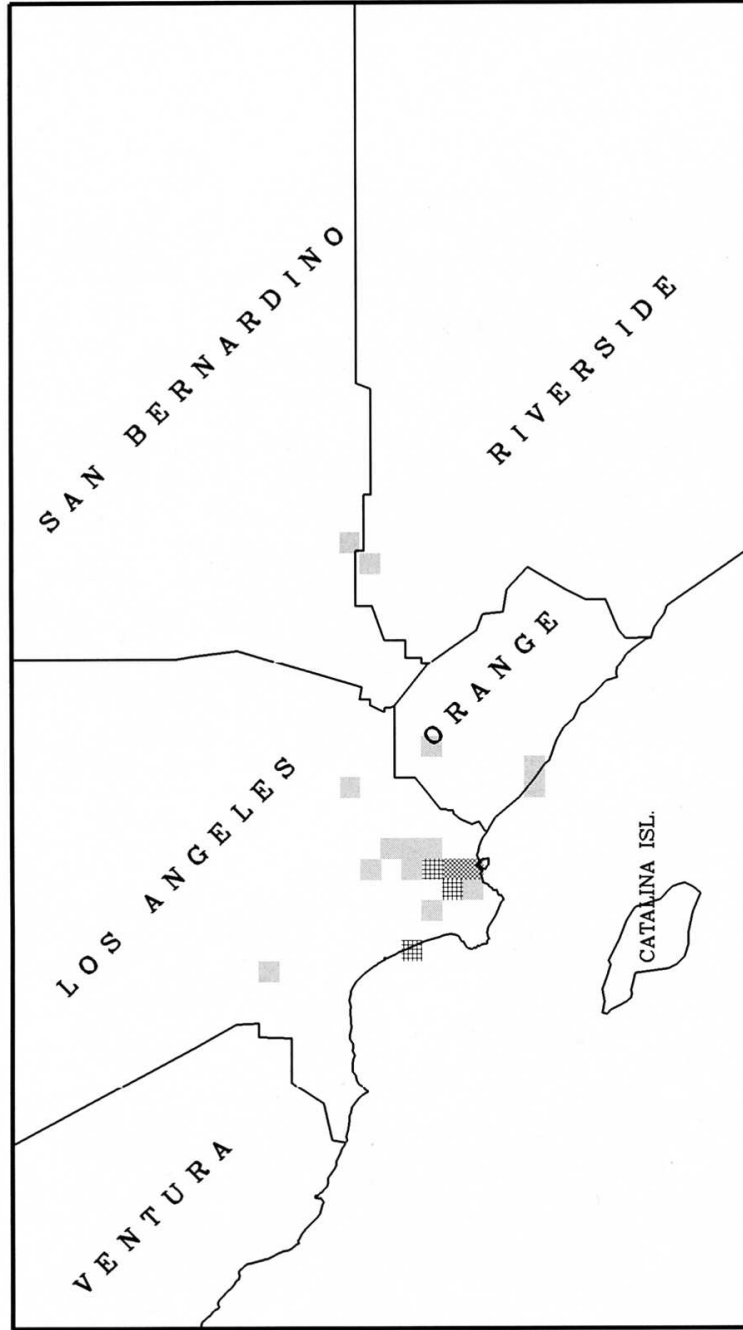 SAN BERNARDINO
RIVERSIDE
LOS ANGELES
ORANGE
VENTURA
CATALINA ISL.